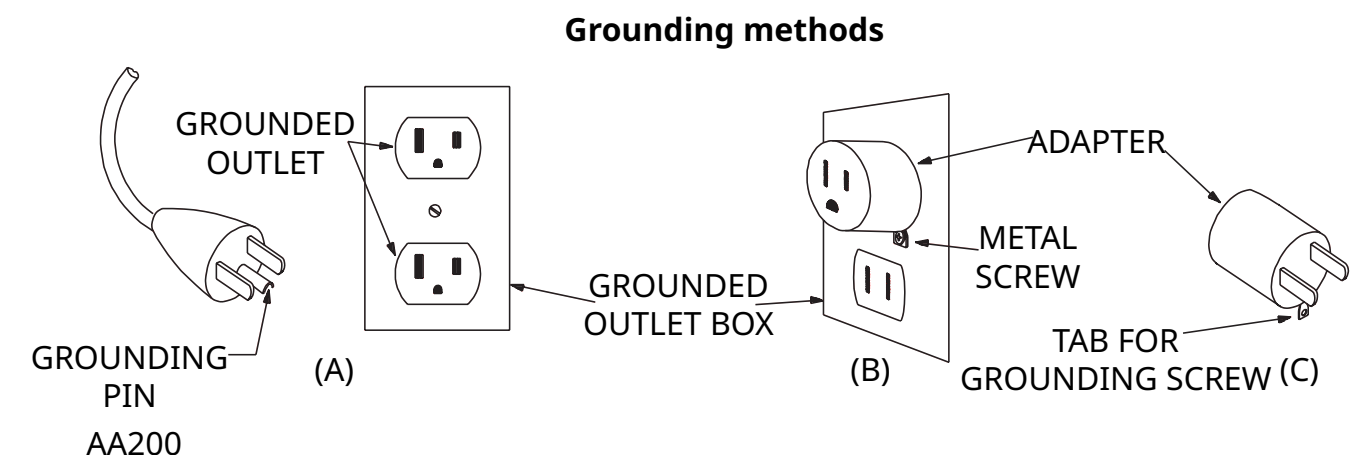 Grounding methods
GROUNDED
OUTLET
GROUNDING
PIN
AA200
(A)
GROUNDED
OUTLET BOX
ADAPTER
METAL
SCREW
(B)
TAB FOR
GROUNDING SCREW
(C)